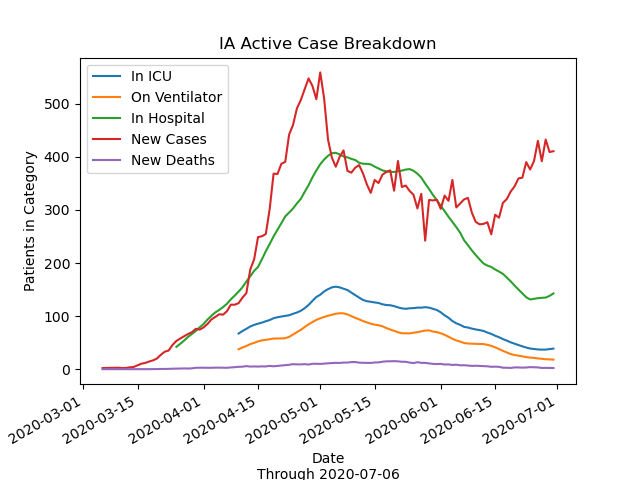 IA Active Case Breakdown
In ICU
On Ventilator
In Hospital
New Cases
New Deaths
Patients in Category
500
400
300
200
100
0
2020-03-01
2020-03-15
2020-04-01
2020-04-15
2020-05-01
2020-05-15
2020-06-01
2020-06-15
2020-07-01
Date
Through 2020-07-06